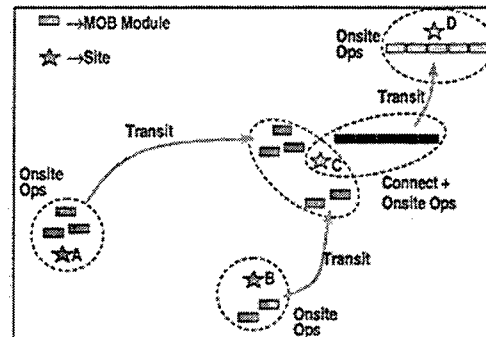 →MOB Module
→Site
Onsite
Ops
D
Transit
Transit
Onsite
Ops
C
Connect +
Onsite Ops
A
B
Transit
Onsite
Ops